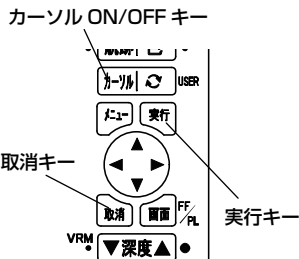 カーソル ON/OFF キー
カーソル USER
メニュー 実行
取消キー
取消 画面 FF/PL
実行キー
VRM ▼深度▲